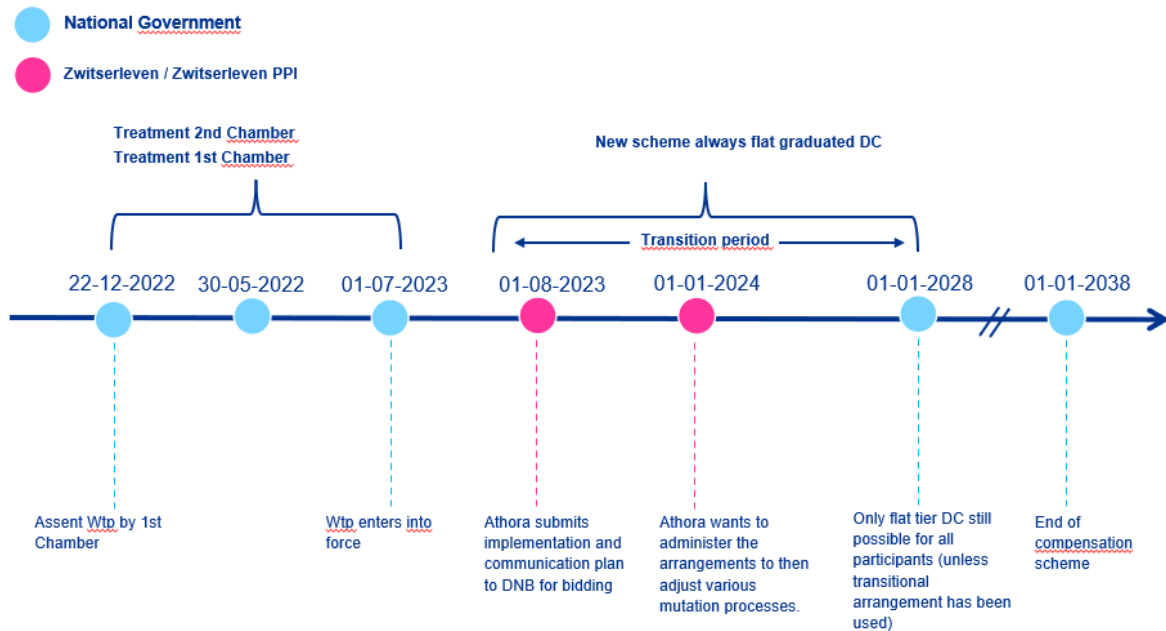 National Government
Zwitserleven / Zwitserleven PPI
Treatment 2nd Chamber
Treatment 1st Chamber
New scheme always flat graduated DC
Transition period
22-12-2022
30-05-2022
01-07-2023
01-08-2023
01-01-2024
01-01-2028
01-01-2038
Assent Wtp by 1st
Chamber
Wtp enters into
force
Athora submits
implementation and
communication plan
to DNB for bidding
Athora wants to
administer the
arrangements to then
adjust various
mutation processes.
Only flat tier DC still
possible for all
participants (unless
transitional
arrangement has been
used)
End of
compensation
scheme